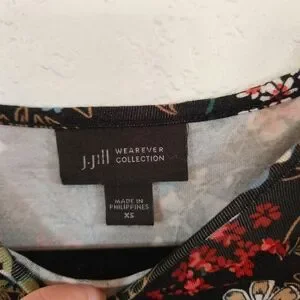 J.Jill WEAREVER
COLLECTION
MADE IN
PHILIPPINES
XS